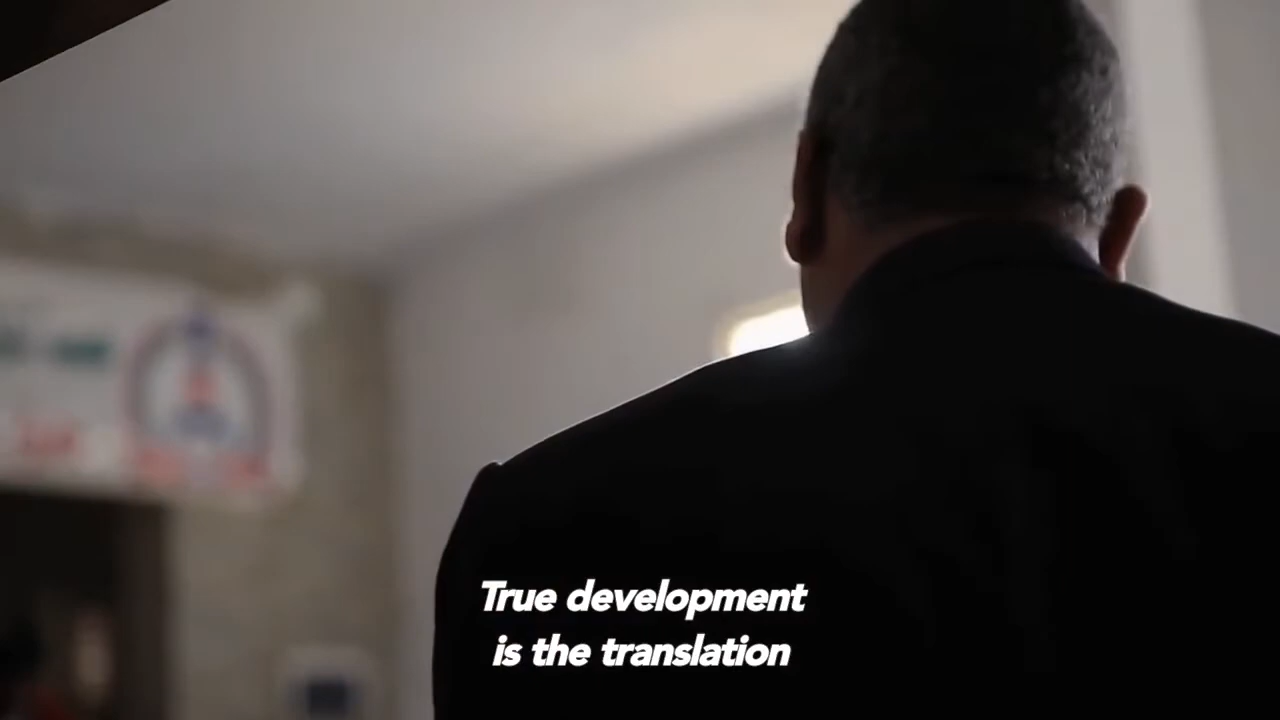 True development
is the translation